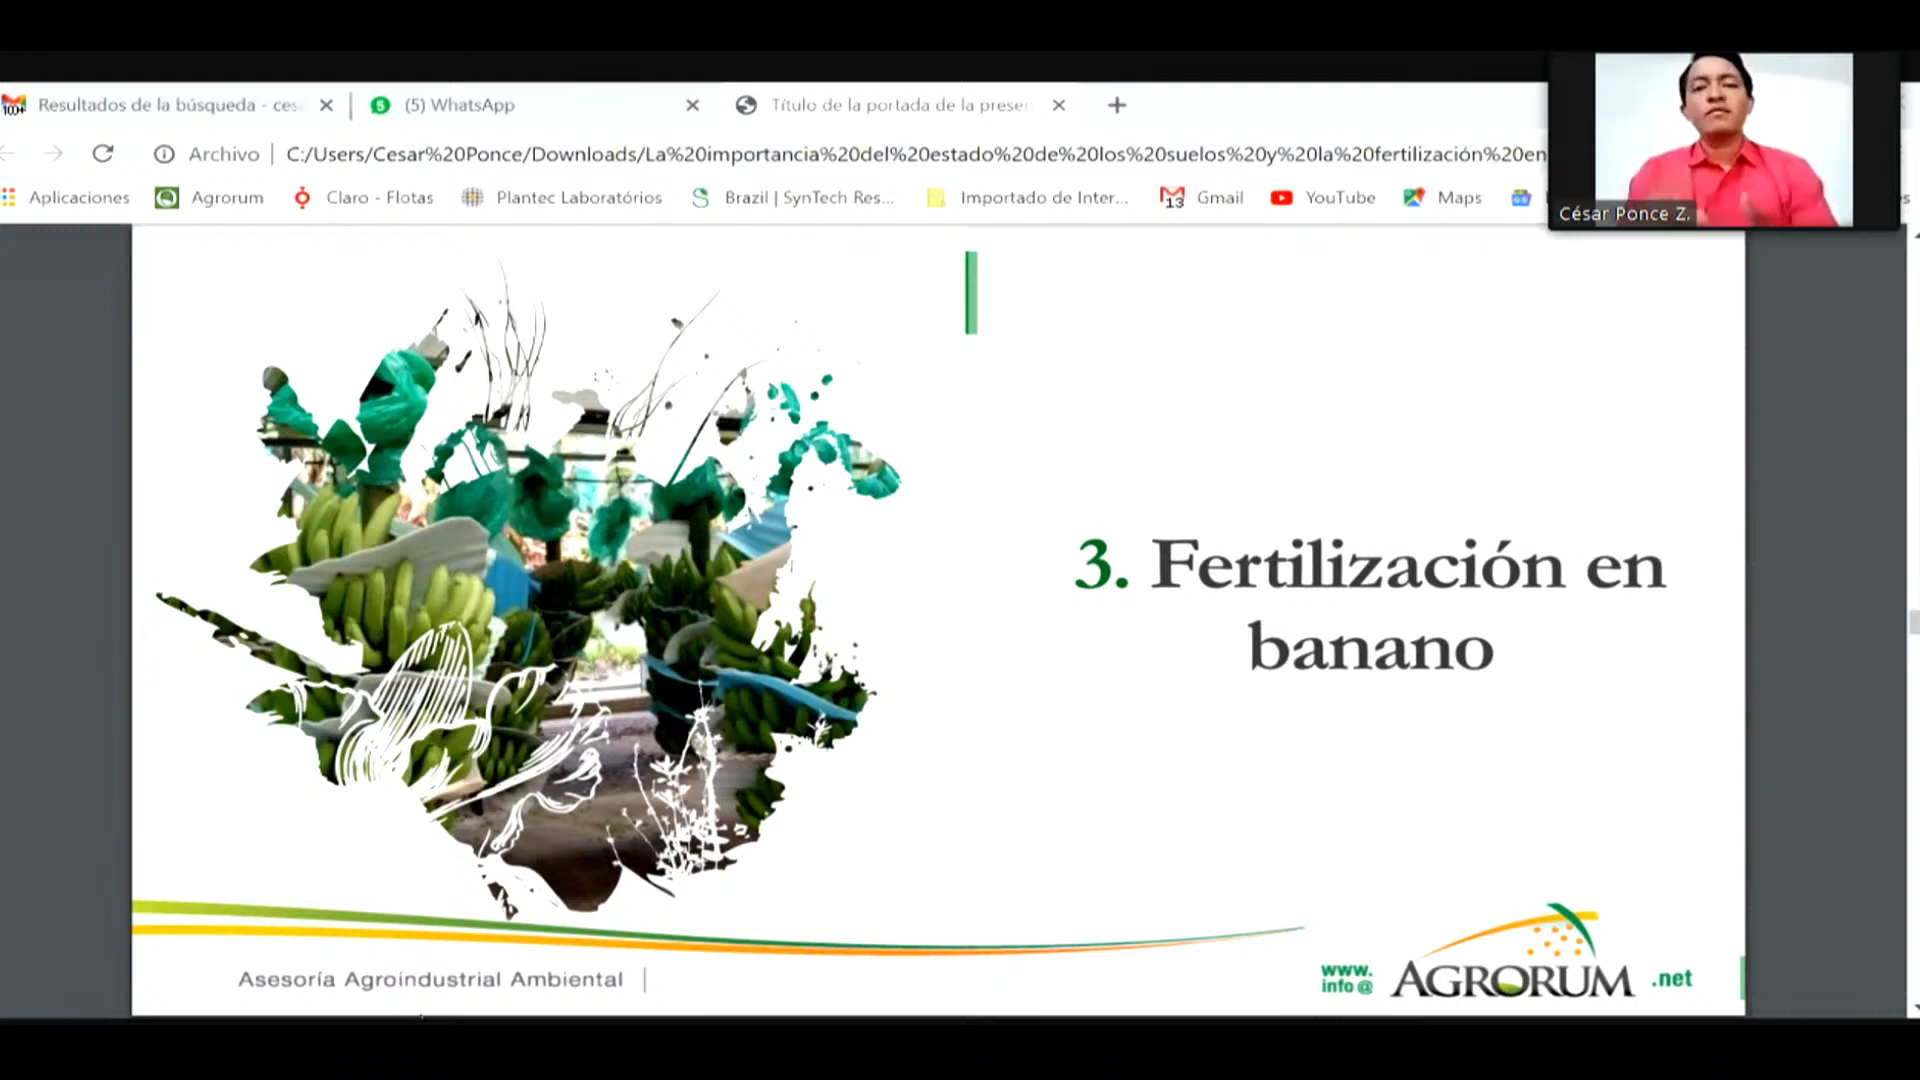 Resultados de la búsqueda - ces
(5) WhatsApp
Título de la portada de la preser
Archivo
C:/Users/Cesar%20Ponce/Downloads/La%20importancia%20del%20estado%20de%20los%20suelos%20y%20la%20fertilización%20en
Aplicaciones
Agrorum
Claro - Flotas
Plantec Laboratórios
Brazil | SynTech Res...
Importado de Inter...
13
Gmail
YouTube
Maps
César Ponce Z.
3. Fertilización en
banano
Asesoría Agroindustrial Ambiental
www.
info@
AGRORUM
.net